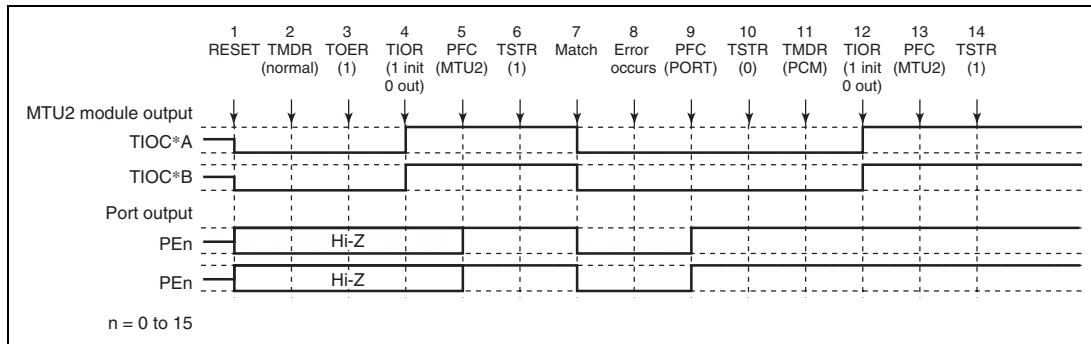 1 2 3 4 5 6 7 8 9 10 11 12 13 14
RESET TMDR TOER TIOR PFC TSTR Match Error PFC TSTR TMDR TIOR PFC TSTR
(normal) (1) (1 init (MTU2) (1) occurs (PORT) (0) (PCM) (1 init (MTU2) (1)
0 out) 0 out)
MTU2 module output
TIOC*A
TIOC*B
Port output
PEn Hi-Z
PEn Hi-Z
n = 0 to 15